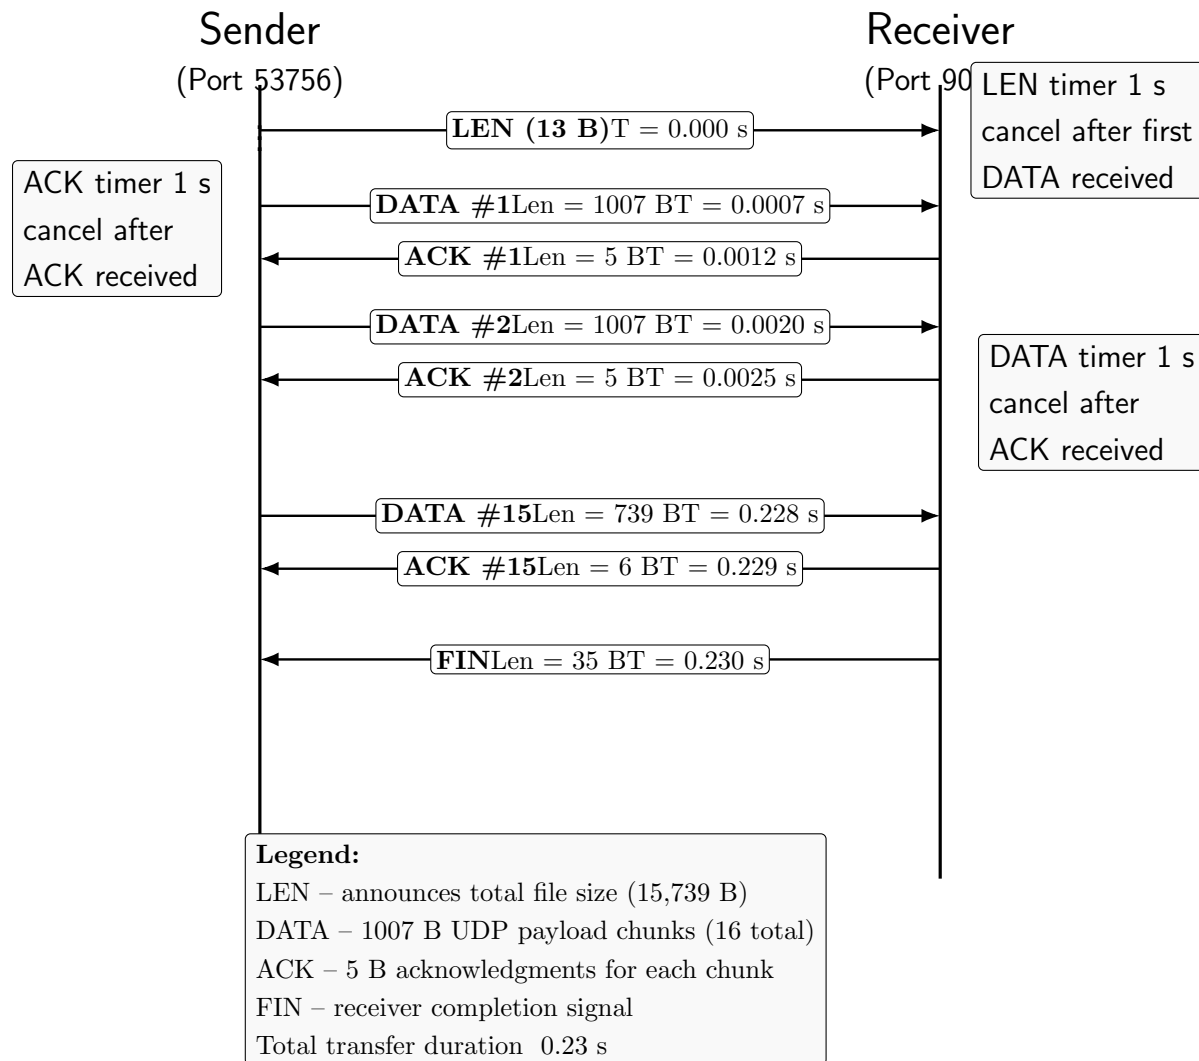 Sender
Receiver
(Port 53756)
(Port 90
LEN timer 1 s
cancel after first
DATA received
LEN (13 B)T = 0.000 s
ACK timer 1 s
cancel after
ACK received
DATA #1Len = 1007 BT = 0.0007 s
ACK #1Len = 5 BT = 0.0012 s
DATA #2Len = 1007 BT = 0.0020 s
ACK #2Len = 5 BT = 0.0025 s
DATA timer 1 s
cancel after
ACK received
DATA #15Len = 739 BT = 0.228 s
ACK #15Len = 6 BT = 0.229 s
FINLen = 35 BT = 0.230 s
Legend:
LEN – announces total file size (15,739 B)
DATA – 1007 B UDP payload chunks (16 total)
ACK – 5 B acknowledgments for each chunk
FIN – receiver completion signal
Total transfer duration 0.23 s